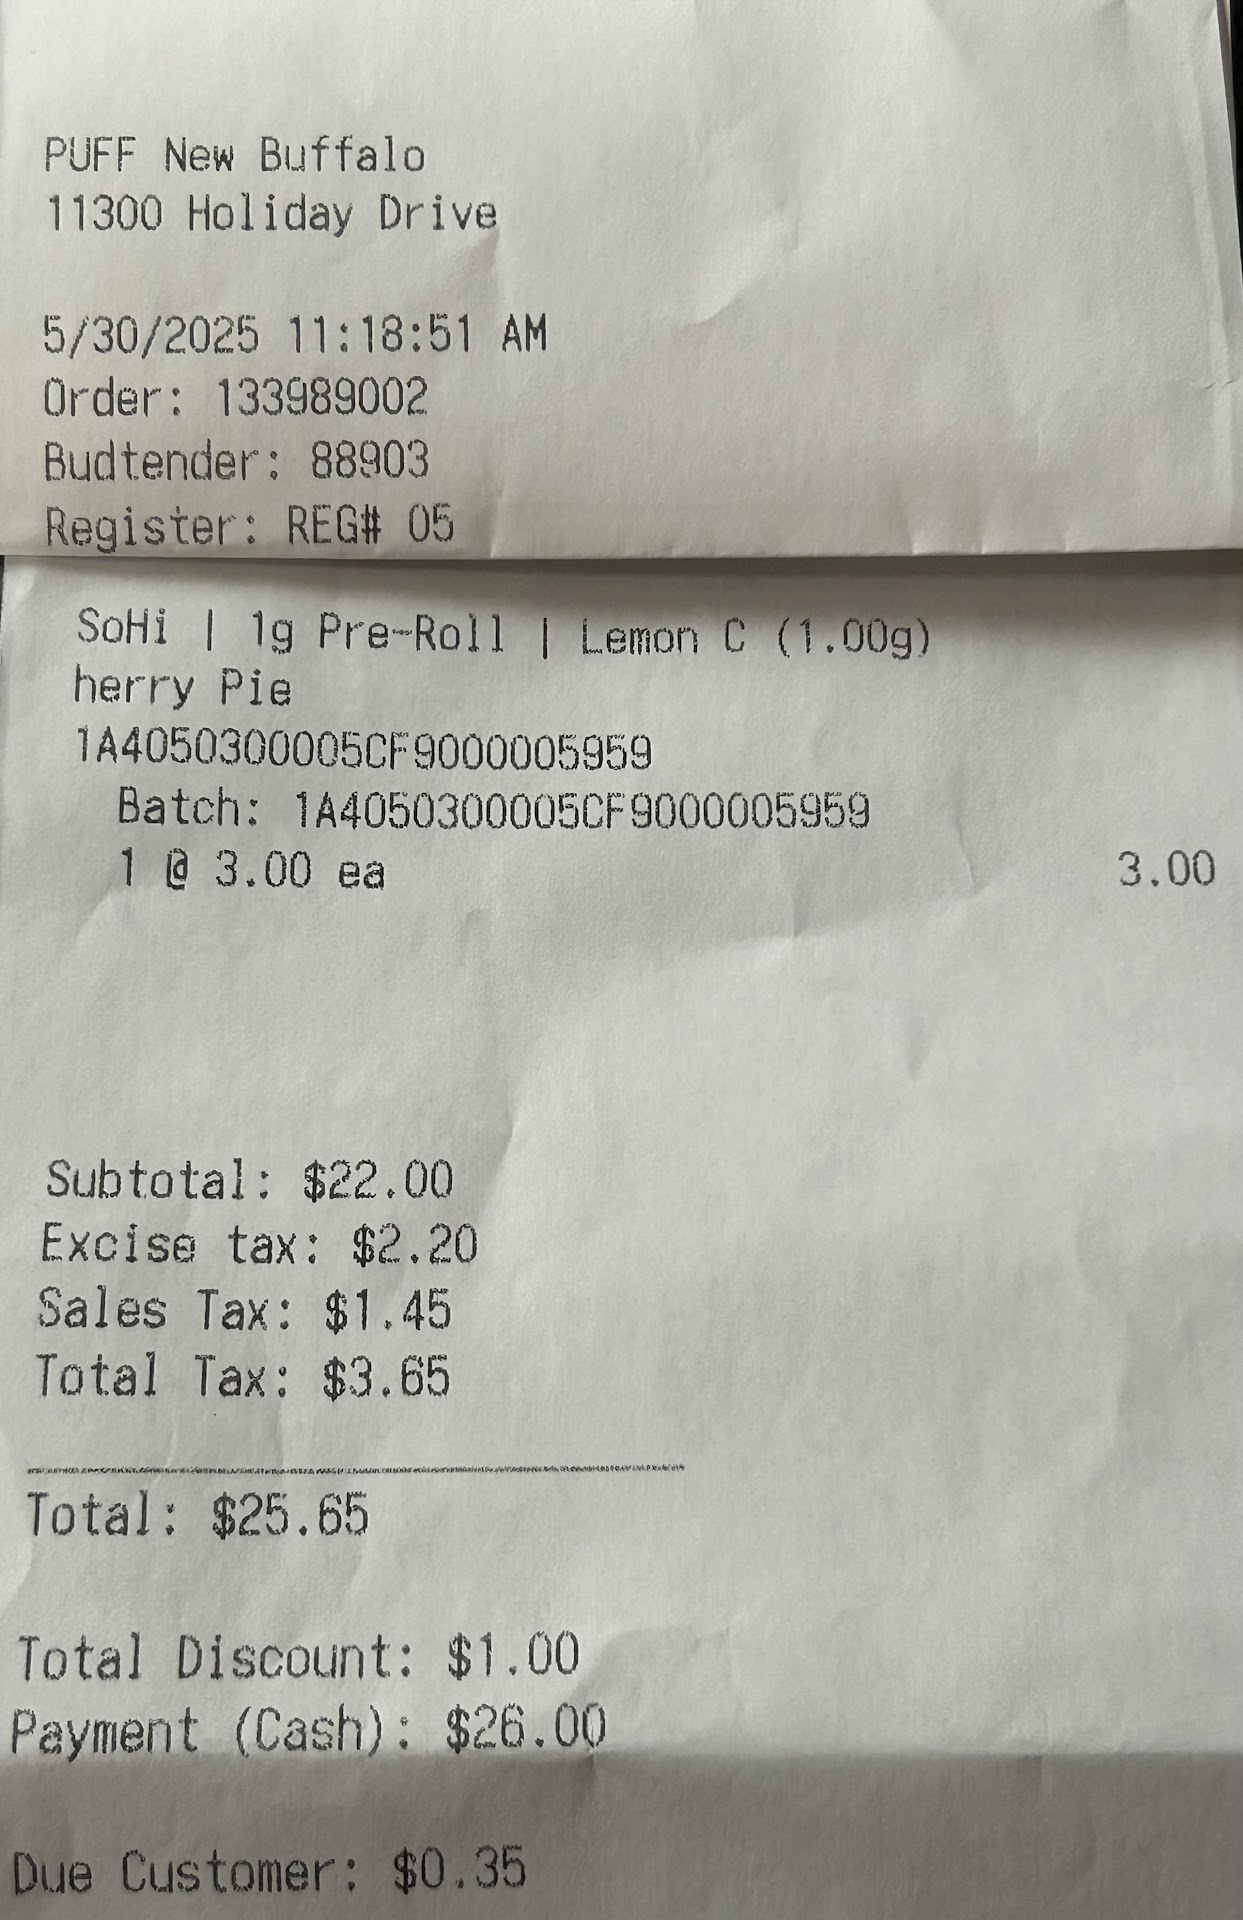 PUFF New Buffalo
11300 Holiday Drive
5/30/2025 11:18:51 AM
Order: 133989002
Budtender: 88903
Register: REG# 05
SoHi | 1g Pre-Roll | Lemon C (1.00g)
herry Pie
1A4050300005CF9000005959
Batch: 1A4050300005CF9000005959
1 @ 3.00 ea 3.00
Subtotal: $22.00
Excise tax: $2.20
Sales Tax: $1.45
Total Tax: $3.65
Total: $25.65
Total Discount: $1.00
Payment (Cash): $26.00
Due Customer: $0.35